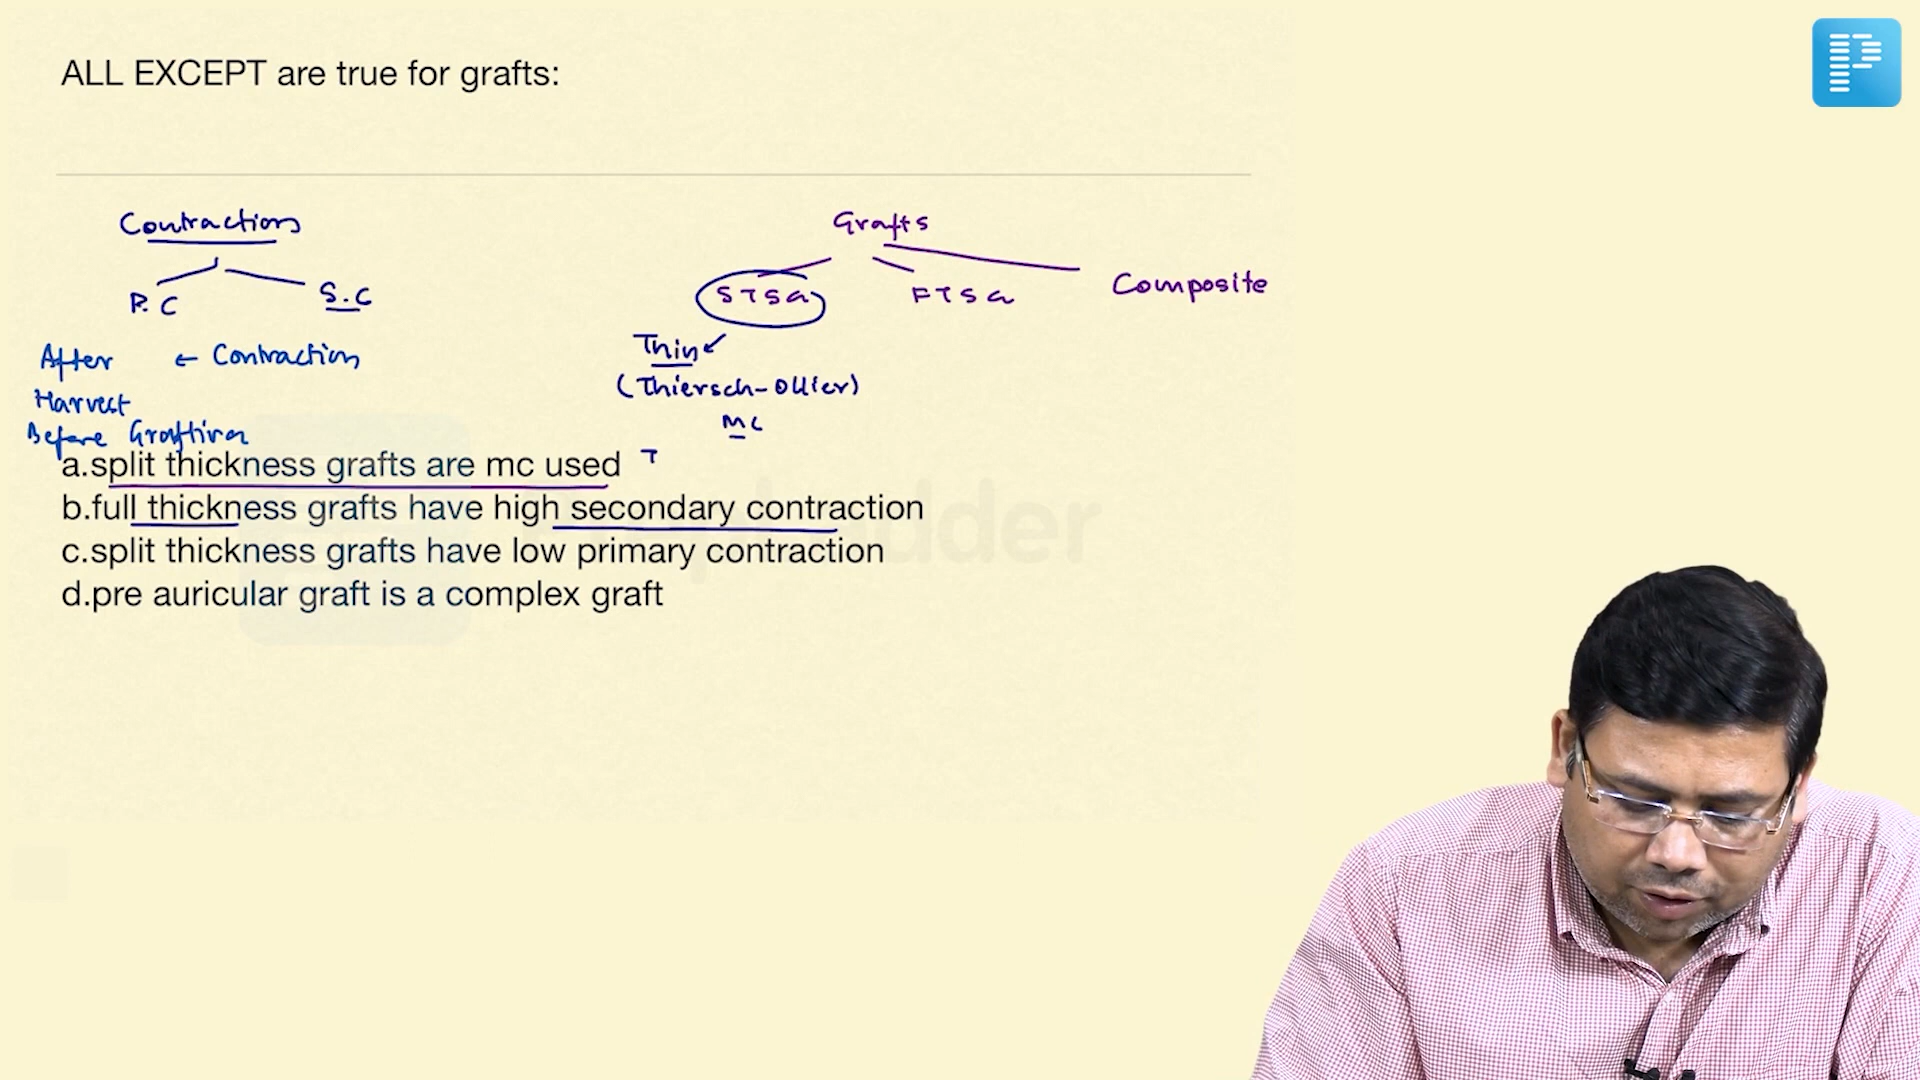 ALL EXCEPT are true for grafts:
Contractions
P.C
S.C
After ← Contraction
Harvest
Before Grafting
Grafts
STSG
FTSG
Composite
Thin
(Thiersch-Ollier)
mc
a.split thickness grafts are mc used T
b.full thickness grafts have high secondary contraction
c.split thickness grafts have low primary contraction
d.pre auricular graft is a complex graft